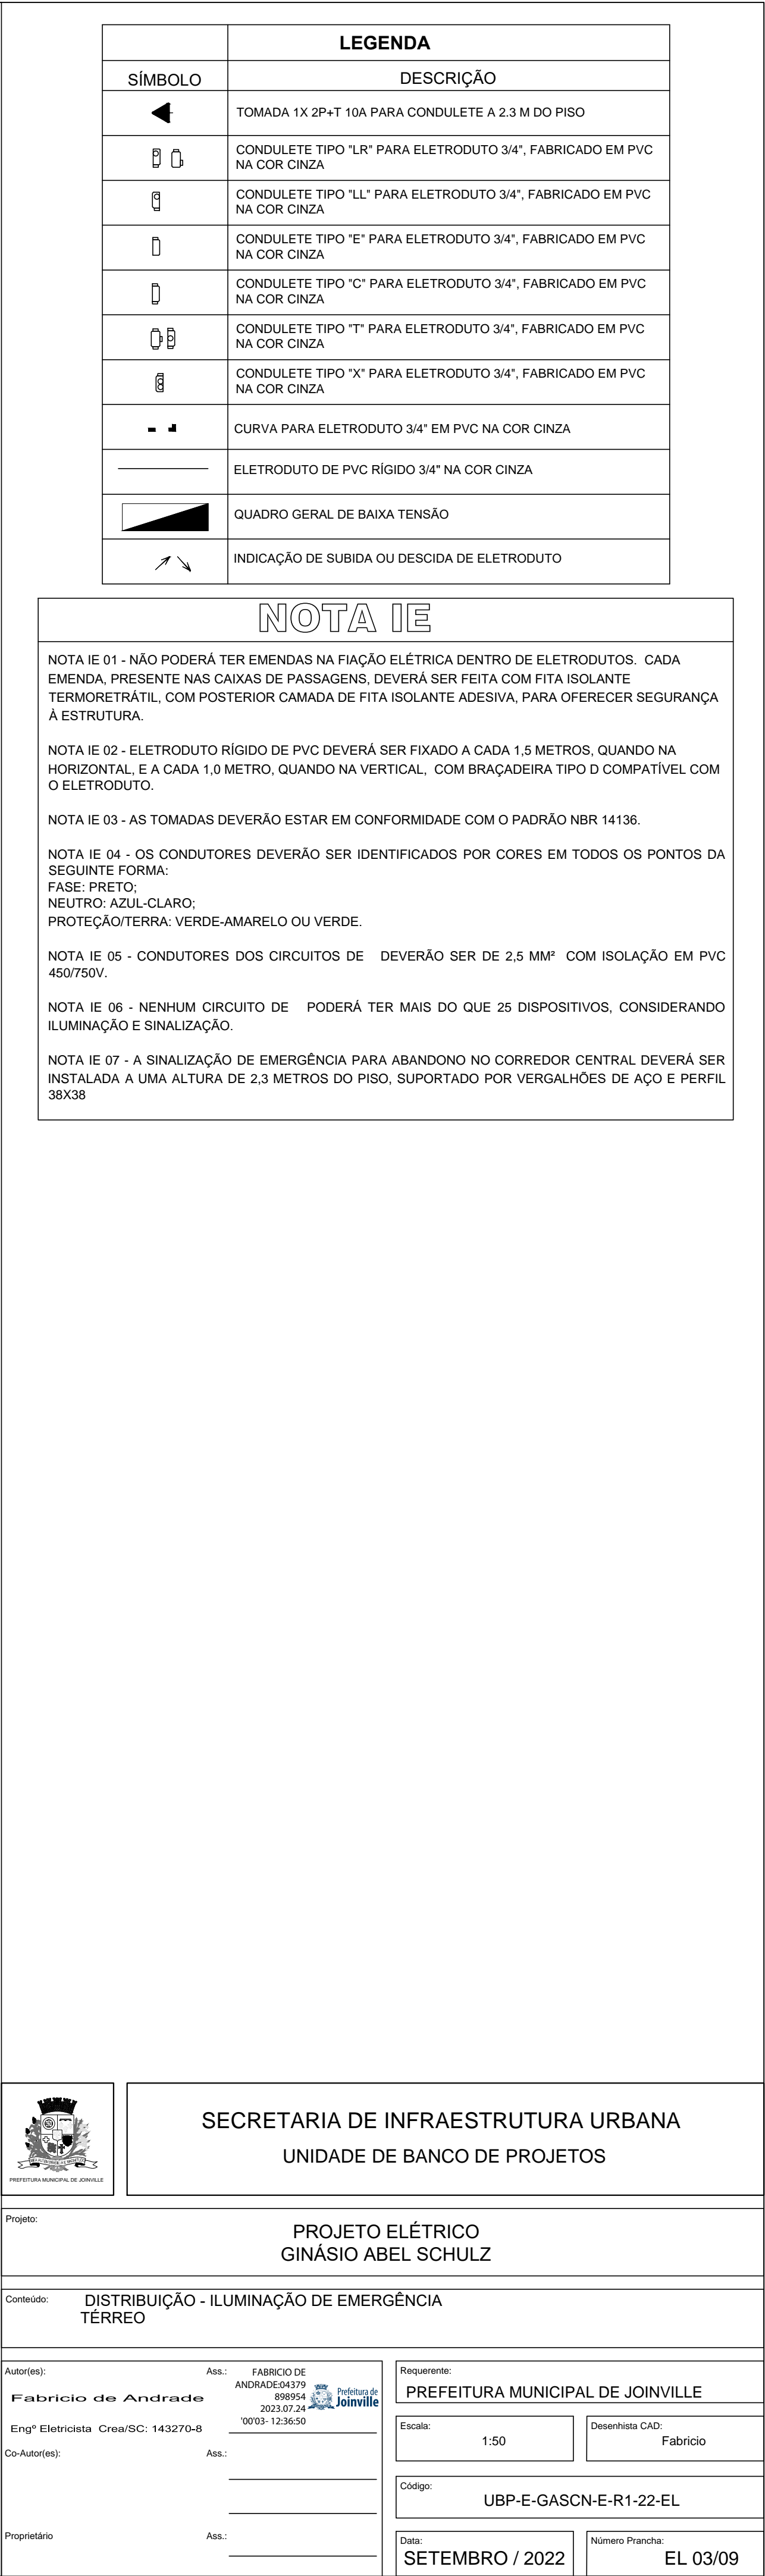 LEGENDA
SÍMBOLO DESCRIÇÃO
TOMADA 1X 2P+T 10A PARA CONDULETE A 2.3 M DO PISO
CONDULETE TIPO "LR" PARA ELETRODUTO 3/4", FABRICADO EM PVC
NA COR CINZA
CONDULETE TIPO "LL" PARA ELETRODUTO 3/4", FABRICADO EM PVC
NA COR CINZA
CONDULETE TIPO "E" PARA ELETRODUTO 3/4", FABRICADO EM PVC
NA COR CINZA
CONDULETE TIPO "C" PARA ELETRODUTO 3/4", FABRICADO EM PVC
NA COR CINZA
CONDULETE TIPO "T" PARA ELETRODUTO 3/4", FABRICADO EM PVC
NA COR CINZA
CONDULETE TIPO "X" PARA ELETRODUTO 3/4", FABRICADO EM PVC
NA COR CINZA
CURVA PARA ELETRODUTO 3/4" EM PVC NA COR CINZA
ELETRODUTO DE PVC RÍGIDO 3/4" NA COR CINZA
QUADRO GERAL DE BAIXA TENSÃO
INDICAÇÃO DE SUBIDA OU DESCIDA DE ELETRODUTO
NOTA IE
NOTA IE 01 - NÃO PODERÁ TER EMENDAS NA FIAÇÃO ELÉTRICA DENTRO DE ELETRODUTOS. CADA
EMENDA, PRESENTE NAS CAIXAS DE PASSAGENS, DEVERÁ SER FEITA COM FITA ISOLANTE
TERMORETRÁTIL, COM POSTERIOR CAMADA DE FITA ISOLANTE ADESIVA, PARA OFERECER SEGURANÇA
À ESTRUTURA.
NOTA IE 02 - ELETRODUTO RÍGIDO DE PVC DEVERÁ SER FIXADO A CADA 1,5 METROS, QUANDO NA
HORIZONTAL, E A CADA 1,0 METRO, QUANDO NA VERTICAL, COM BRAÇADEIRA TIPO D COMPATÍVEL COM
O ELETRODUTO.
NOTA IE 03 - AS TOMADAS DEVERÃO ESTAR EM CONFORMIDADE COM O PADRÃO NBR 14136.
NOTA IE 04 - OS CONDUTORES DEVERÃO SER IDENTIFICADOS POR CORES EM TODOS OS PONTOS DA
SEGUINTE FORMA:
FASE: PRETO;
NEUTRO: AZUL-CLARO;
PROTEÇÃO/TERRA: VERDE-AMARELO OU VERDE.
NOTA IE 05 - CONDUTORES DOS CIRCUITOS DE DEVERÃO SER DE 2,5 MM² COM ISOLAÇÃO EM PVC
450/750V.
NOTA IE 06 - NENHUM CIRCUITO DE PODERÁ TER MAIS DO QUE 25 DISPOSITIVOS, CONSIDERANDO
ILUMINAÇÃO E SINALIZAÇÃO.
NOTA IE 07 - A SINALIZAÇÃO DE EMERGÊNCIA PARA ABANDONO NO CORREDOR CENTRAL DEVERÁ SER
INSTALADA A UMA ALTURA DE 2,3 METROS DO PISO, SUPORTADO POR VERGALHÕES DE AÇO E PERFIL
38X38
PREFEITURA MUNICIPAL DE JOINVILLE
SECRETARIA DE INFRAESTRUTURA URBANA
UNIDADE DE BANCO DE PROJETOS
Projeto:
PROJETO ELÉTRICO
GINÁSIO ABEL SCHULZ
Conteúdo: DISTRIBUIÇÃO - ILUMINAÇÃO DE EMERGÊNCIA
TÉRREO
Autor(es): Ass.:
Fabricio de Andrade
Engº Eletricista Crea/SC: 143270-8
FABRICIO DE
ANDRADE:04379
898954
2023.07.24
'00'03- 12:36:50
Prefeitura de
Joinville
Co-Autor(es): Ass.:
Proprietário Ass.:
Requerente:
PREFEITURA MUNICIPAL DE JOINVILLE
Escala:
1:50
Desenhista CAD:
Fabricio
Código:
UBP-E-GASCN-E-R1-22-EL
Data:
SETEMBRO / 2022
Número Prancha:
EL 03/09